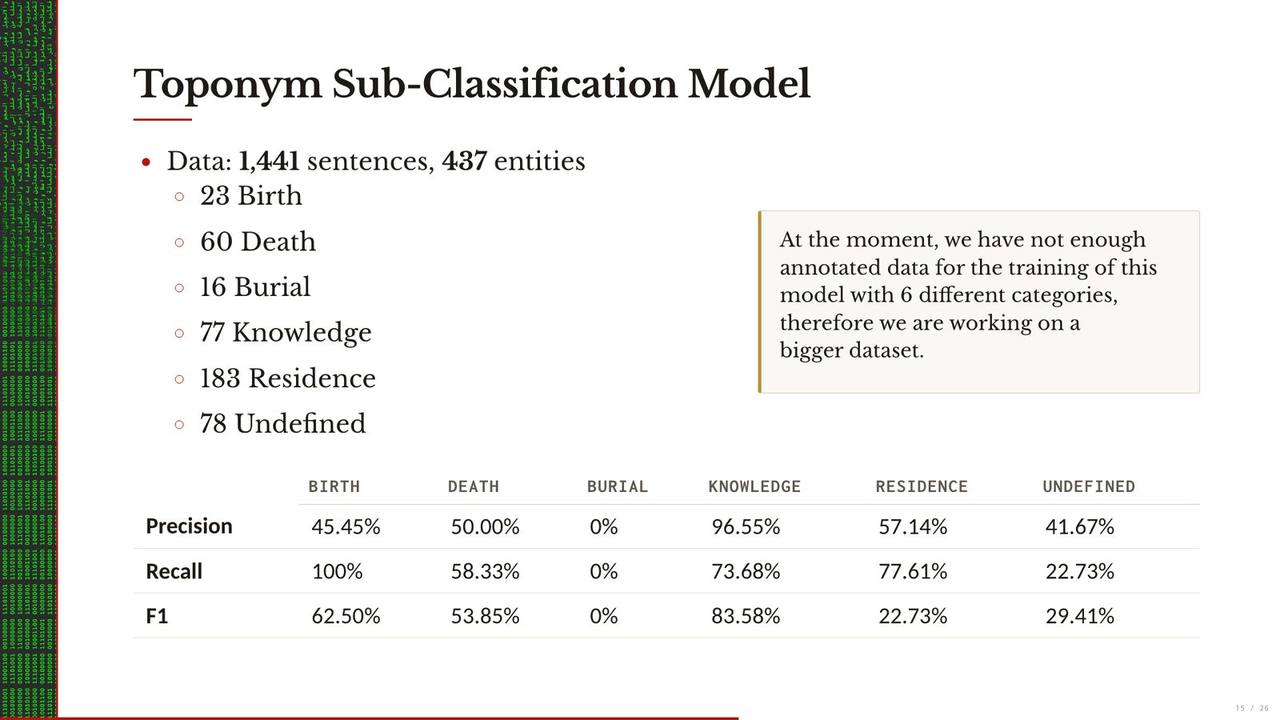 Toponym Sub-Classification Model
• Data: 1,441 sentences, 437 entities
○ 23 Birth
○ 60 Death
○ 16 Burial
○ 77 Knowledge
○ 183 Residence
○ 78 Undefined
At the moment, we have not enough
annotated data for the training of this
model with 6 different categories,
therefore we are working on a
bigger dataset.
BIRTH DEATH BURIAL KNOWLEDGE RESIDENCE UNDEFINED
Precision 45.45% 50.00% 0% 96.55% 57.14% 41.67%
Recall 100% 58.33% 0% 73.68% 77.61% 22.73%
F1 62.50% 53.85% 0% 83.58% 22.73% 29.41%
15 / 26